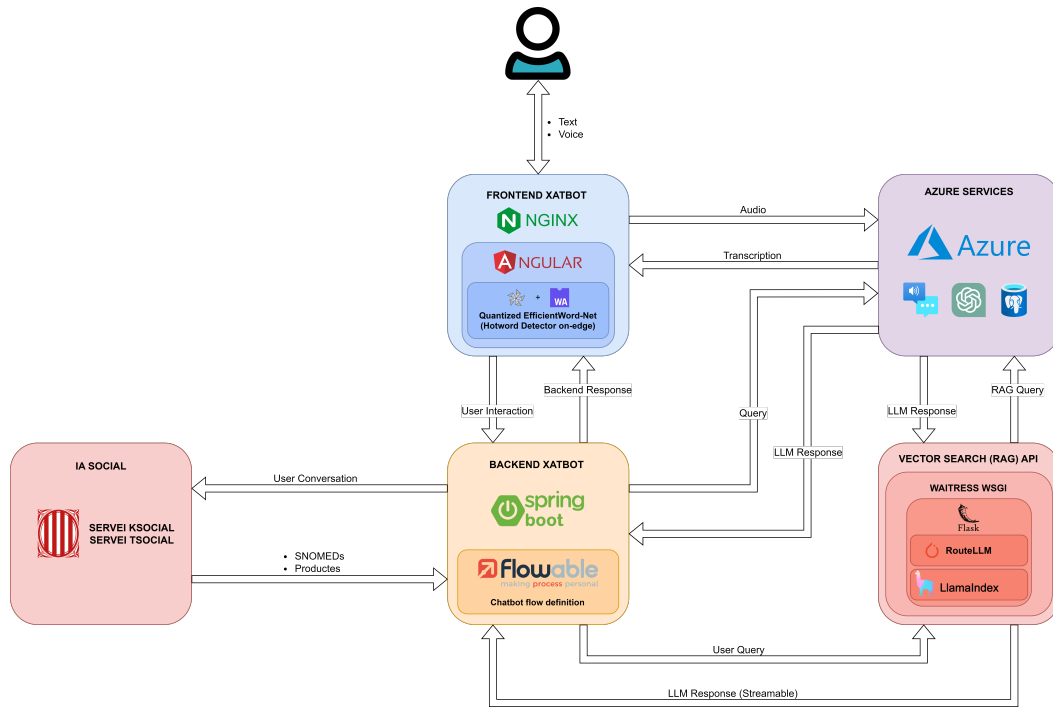 Text
Voice
FRONTEND XATBOT
NGINX
ANGULAR
+
WA
Quantized EfficientWord-Net
(Hotword Detector on-edge)
Audio
Transcription
AZURE SERVICES
Azure
User Interaction
Backend Response
Query
LLM Response
LLM Response
RAG Query
IA SOCIAL
SERVEI KSOCIAL
SERVEI TSOCIAL
User Conversation
SNOMEDs
Productes
BACKEND XATBOT
spring
boot
flowable
making process personal
Chatbot flow definition
VECTOR SEARCH (RAG) API
WAITRESS WSGI
Flask
RouteLLM
LlamaIndex
User Query
LLM Response (Streamable)